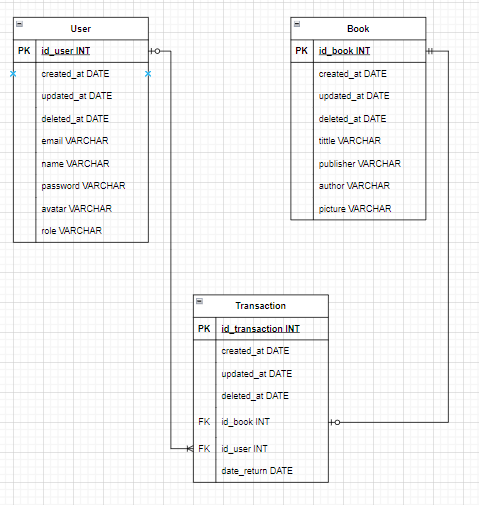 User
PK id_user INT
created_at DATE
updated_at DATE
deleted_at DATE
email VARCHAR
name VARCHAR
password VARCHAR
avatar VARCHAR
role VARCHAR
Book
PK id_book INT
created_at DATE
updated_at DATE
deleted_at DATE
tittle VARCHAR
publisher VARCHAR
author VARCHAR
picture VARCHAR
Transaction
PK id_transaction INT
created_at DATE
updated_at DATE
deleted_at DATE
FK id_book INT
FK id_user INT
date_return DATE